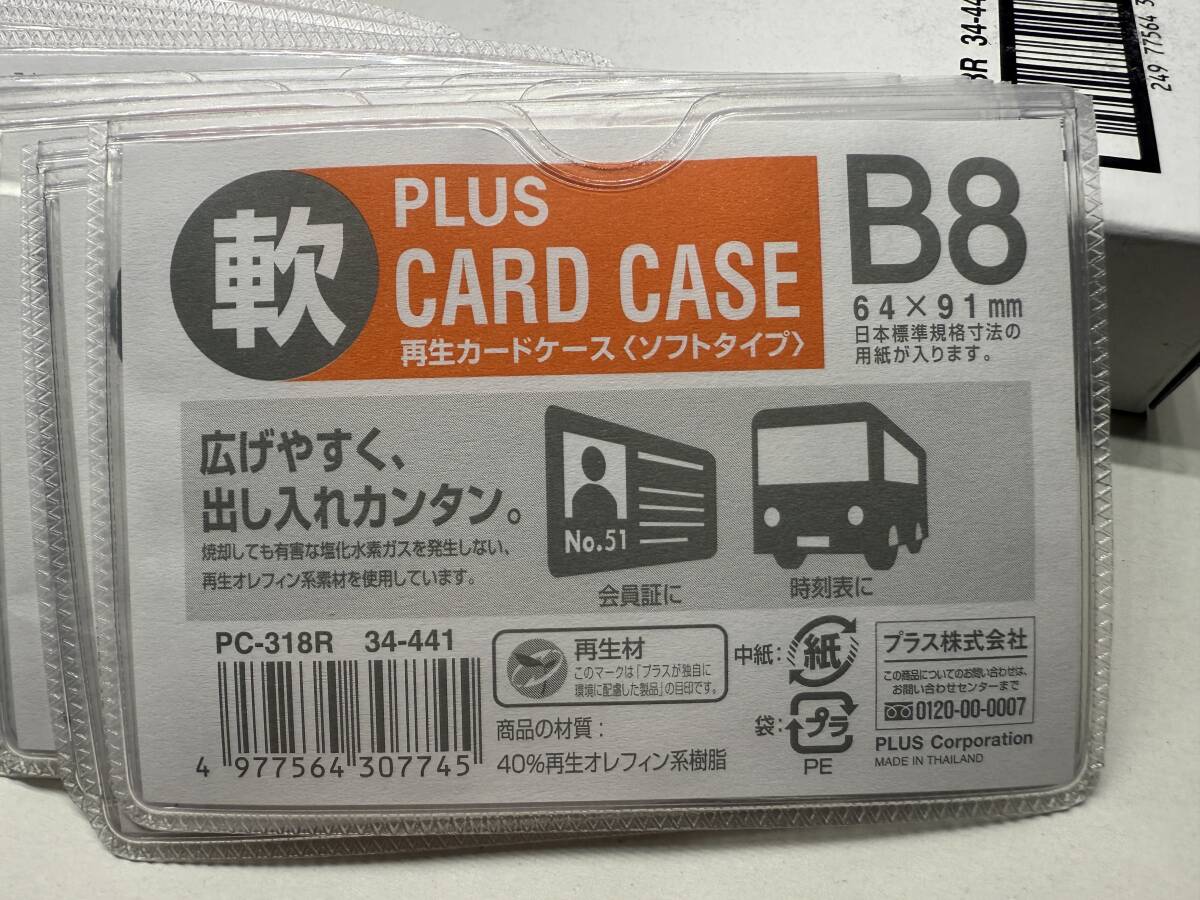 軟
PLUS
CARD CASE
再生カードケース〈ソフトタイプ〉
B8
64×91mm
日本標準規格寸法の
用紙が入ります。
広げやすく、
出し入れカンタン。
焼却しても有害な塩化水素ガスを発生しない、
再生オレフィン系素材を使用しています。
No.51
会員証に
時刻表に
PC-318R 34-441
4 977564 307745
再生材
このマークは「プラスが独自に
環境に配慮した製品」の目印です。
商品の材質：
40%再生オレフィン系樹脂
中紙：
紙
袋：
プラ
PE
プラス株式会社
この商品についてのお問い合わせは、
お問い合わせセンターまで
0120-00-0007
PLUS Corporation
MADE IN THAILAND
8R 34-44
249 77564 3